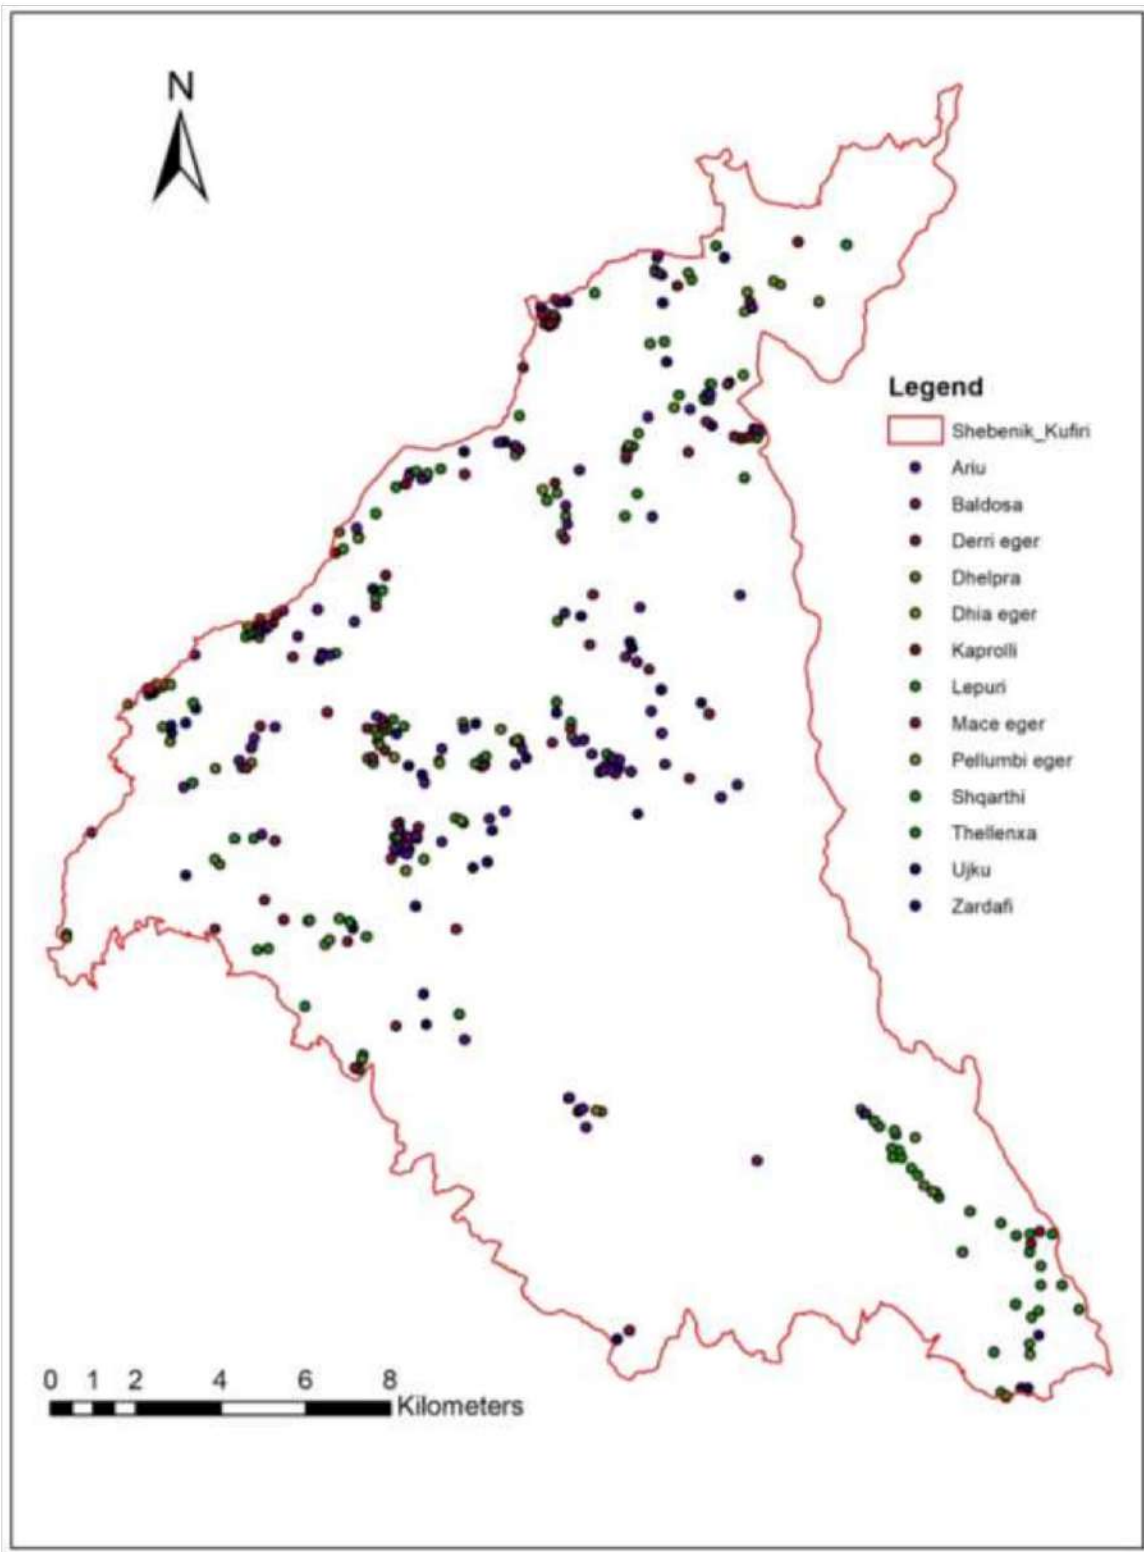 N
Legend
Shebenik_Kufiri
Ariu
Baldosa
Derri eger
Dhelpra
Dhia eger
Kaprolli
Lepuri
Mace eger
Pellumbi eger
Shqarthi
Thellenxa
Ujku
Zardafi
0 1 2 4 6 8
Kilometers